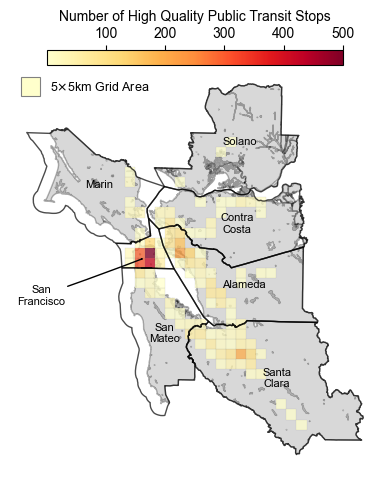 Number of High Quality Public Transit Stops
100 200 300 400 500
5×5km Grid Area
Solano
Marin
Contra
Costa
Alameda
San
Francisco
San
Mateo
Santa
Clara